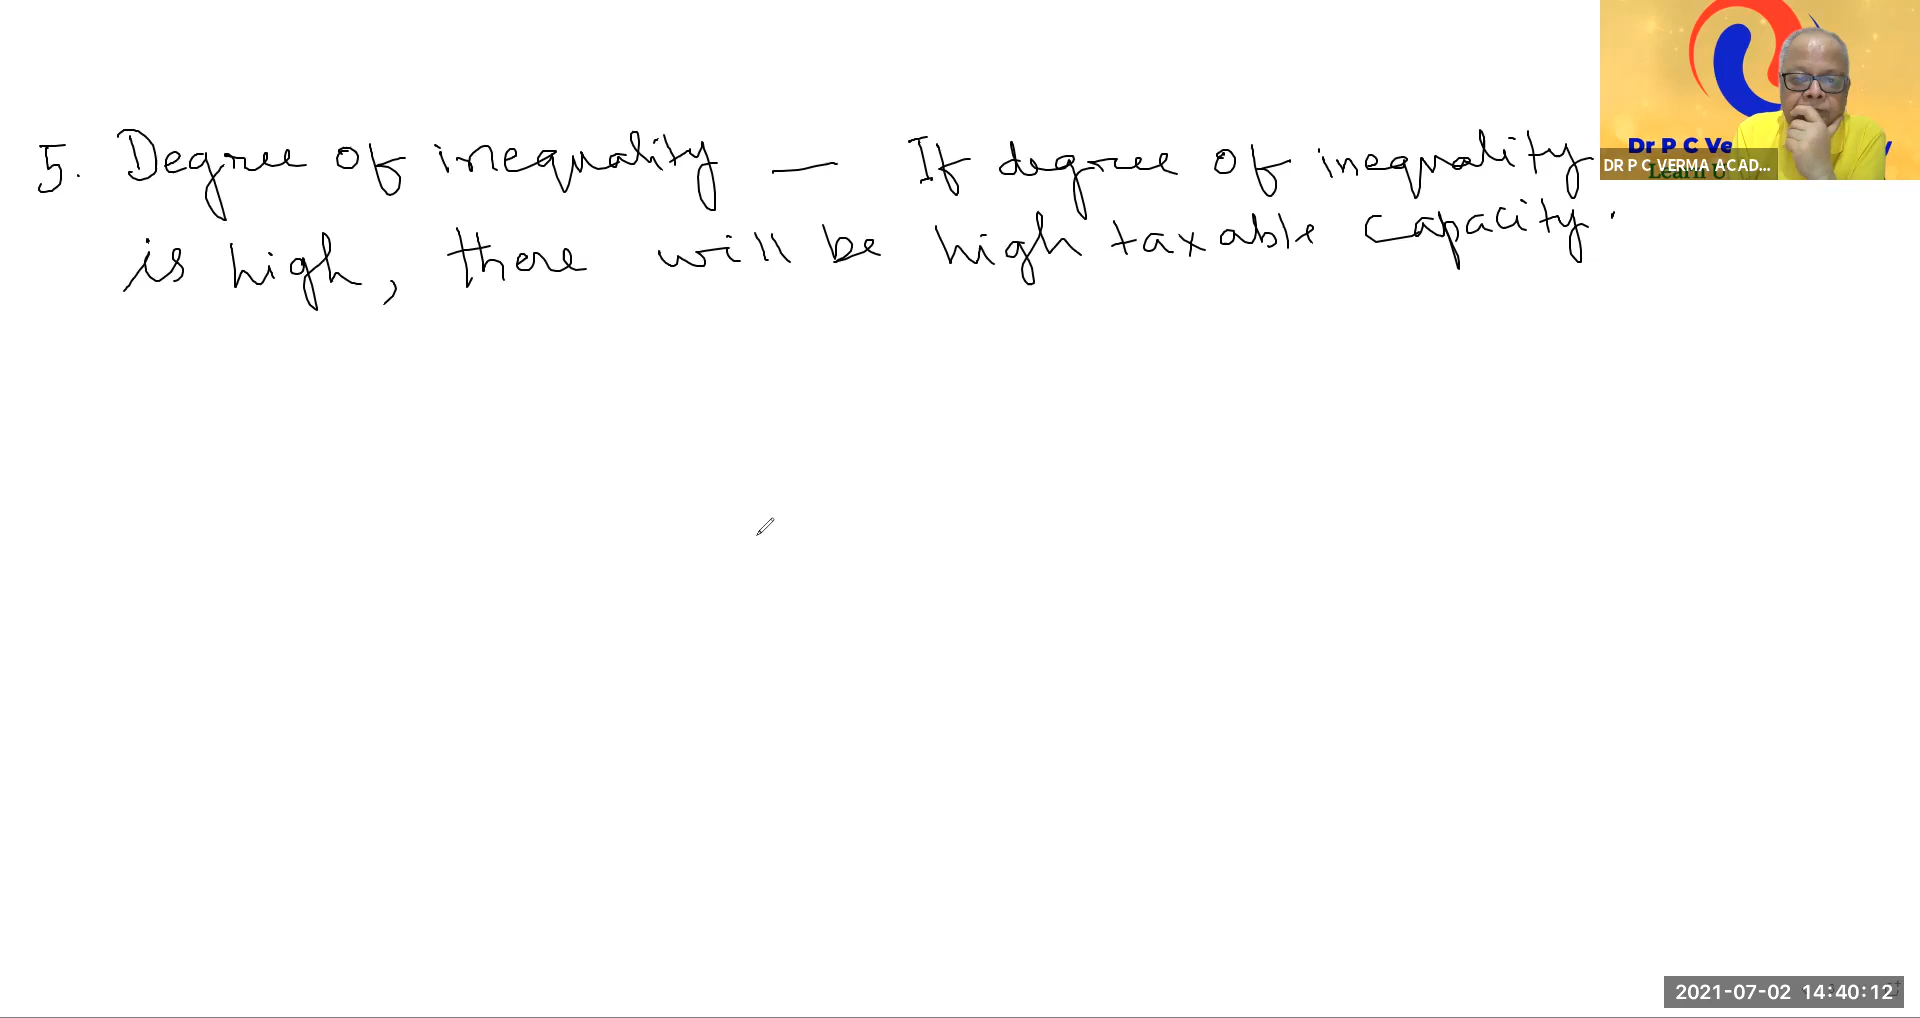 5. Degree of inequality — If degree of inequality
is high, there will be high taxable capacity.
Dr P C Ve
DR P C VERMA ACAD...
Learn U
2021-07-02 14:40:12